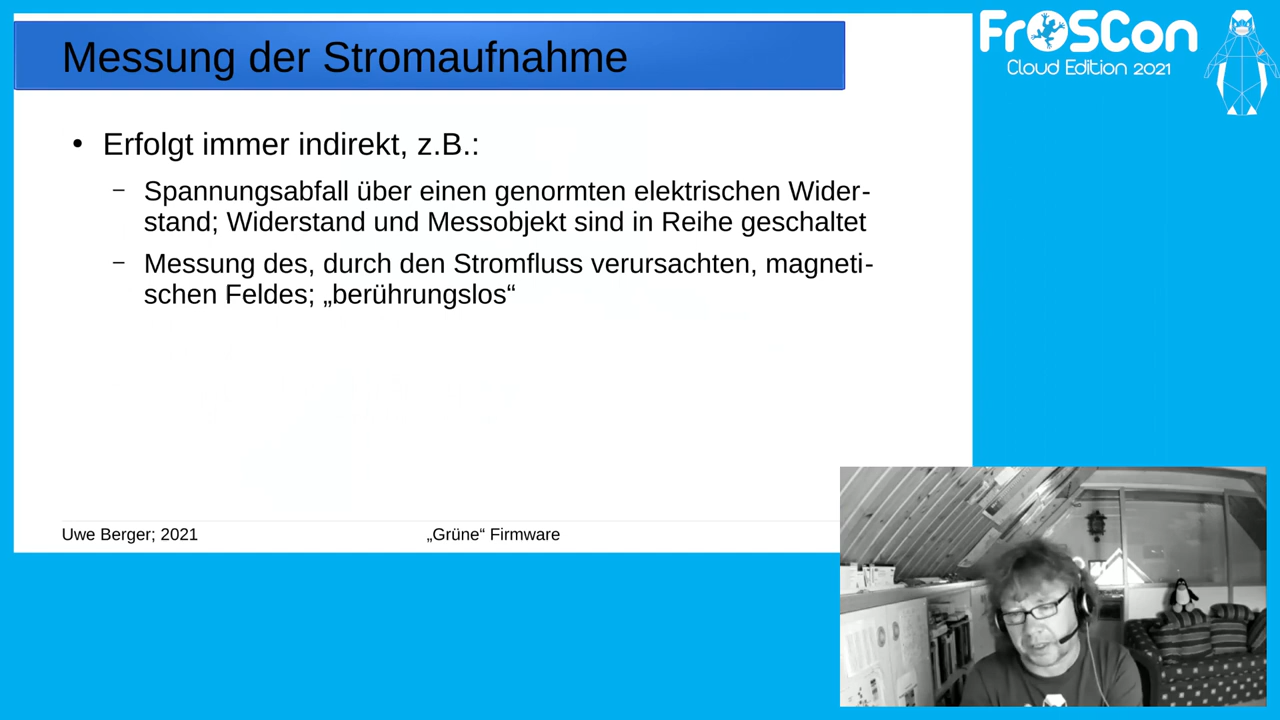 Messung der Stromaufnahme
FrOSCon
Cloud Edition 2021
• Erfolgt immer indirekt, z.B.:
– Spannungsabfall über einen genormten elektrischen Wider-
stand; Widerstand und Messobjekt sind in Reihe geschaltet
– Messung des, durch den Stromfluss verursachten, magneti-
schen Feldes; „berührungslos“
Uwe Berger; 2021
„Grüne“ Firmware